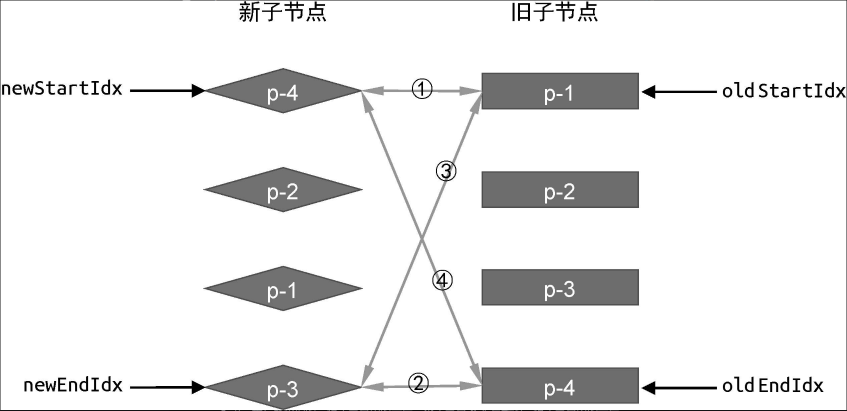 新子节点 旧子节点
newStartIdx p-4 ① p-1 oldStartIdx
p-2 ③ p-2
p-1 ④ p-3
newEndIdx p-3 ② p-4 oldEndIdx